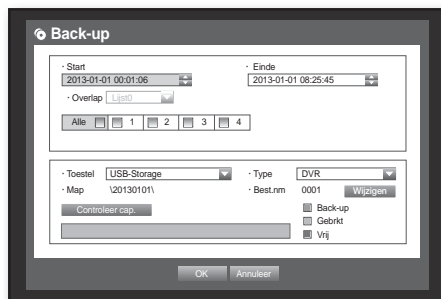 Back-up
· Start
· Einde
2013-01-01 00:01:06
2013-01-01 08:25:45
· Overlap Lijst0
Alle 1 2 3 4
· Toestel USB-Storage
· Type DVR
· Map \20130101\
· Best.nm 0001 Wijzigen
Controleer cap.
Back-up
Gebrkt
Vrij
OK Annuleer